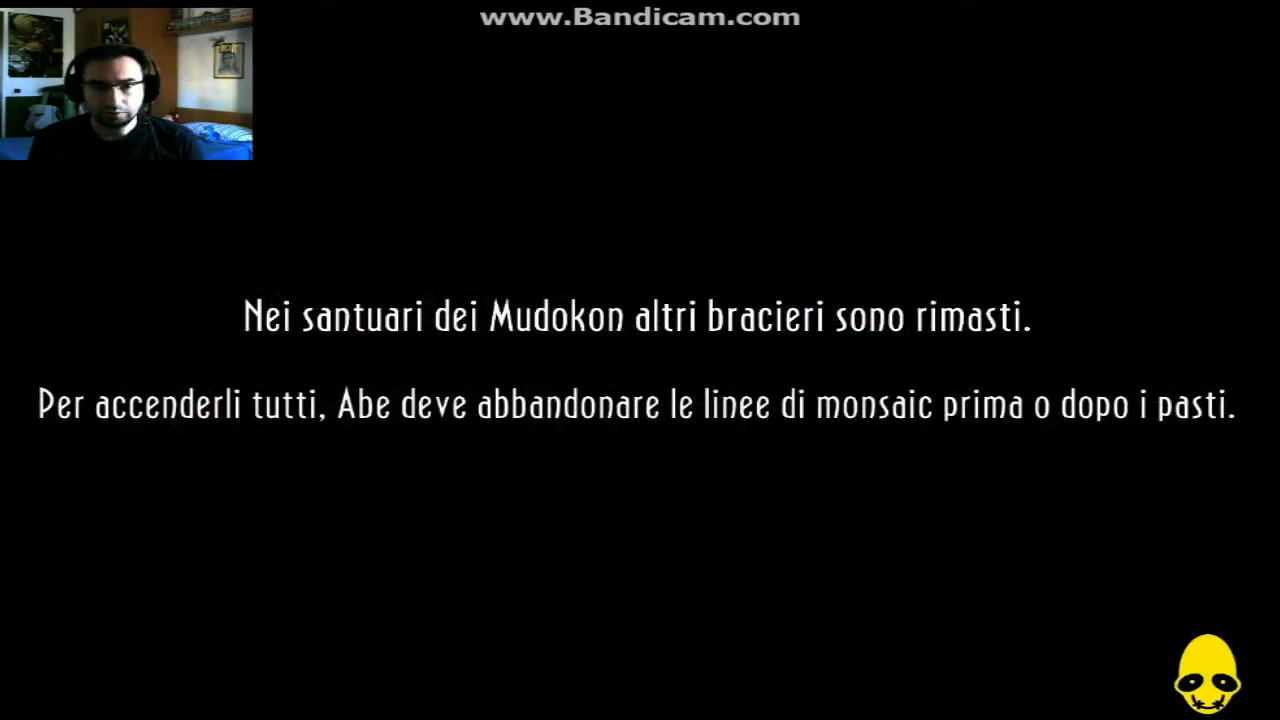 www.Bandicam.com
Nei santuari dei Mudokon altri bracieri sono rimasti.
Per accenderli tutti, Abe deve abbandonare le linee di monsaic prima o dopo i pasti.